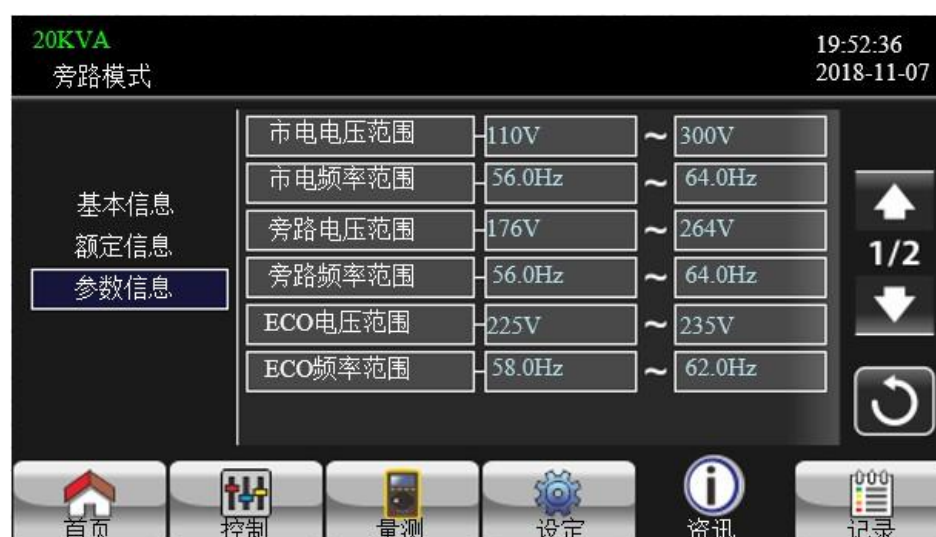 20KVA
19:52:36
旁路模式
2018-11-07
基本信息
额定信息
参数信息
市电电压范围 110V ~ 300V
市电频率范围 56.0Hz ~ 64.0Hz
旁路电压范围 176V ~ 264V
旁路频率范围 56.0Hz ~ 64.0Hz
ECO电压范围 225V ~ 235V
ECO频率范围 58.0Hz ~ 62.0Hz
1/2
首页 控制 量测 设定 资讯 记录